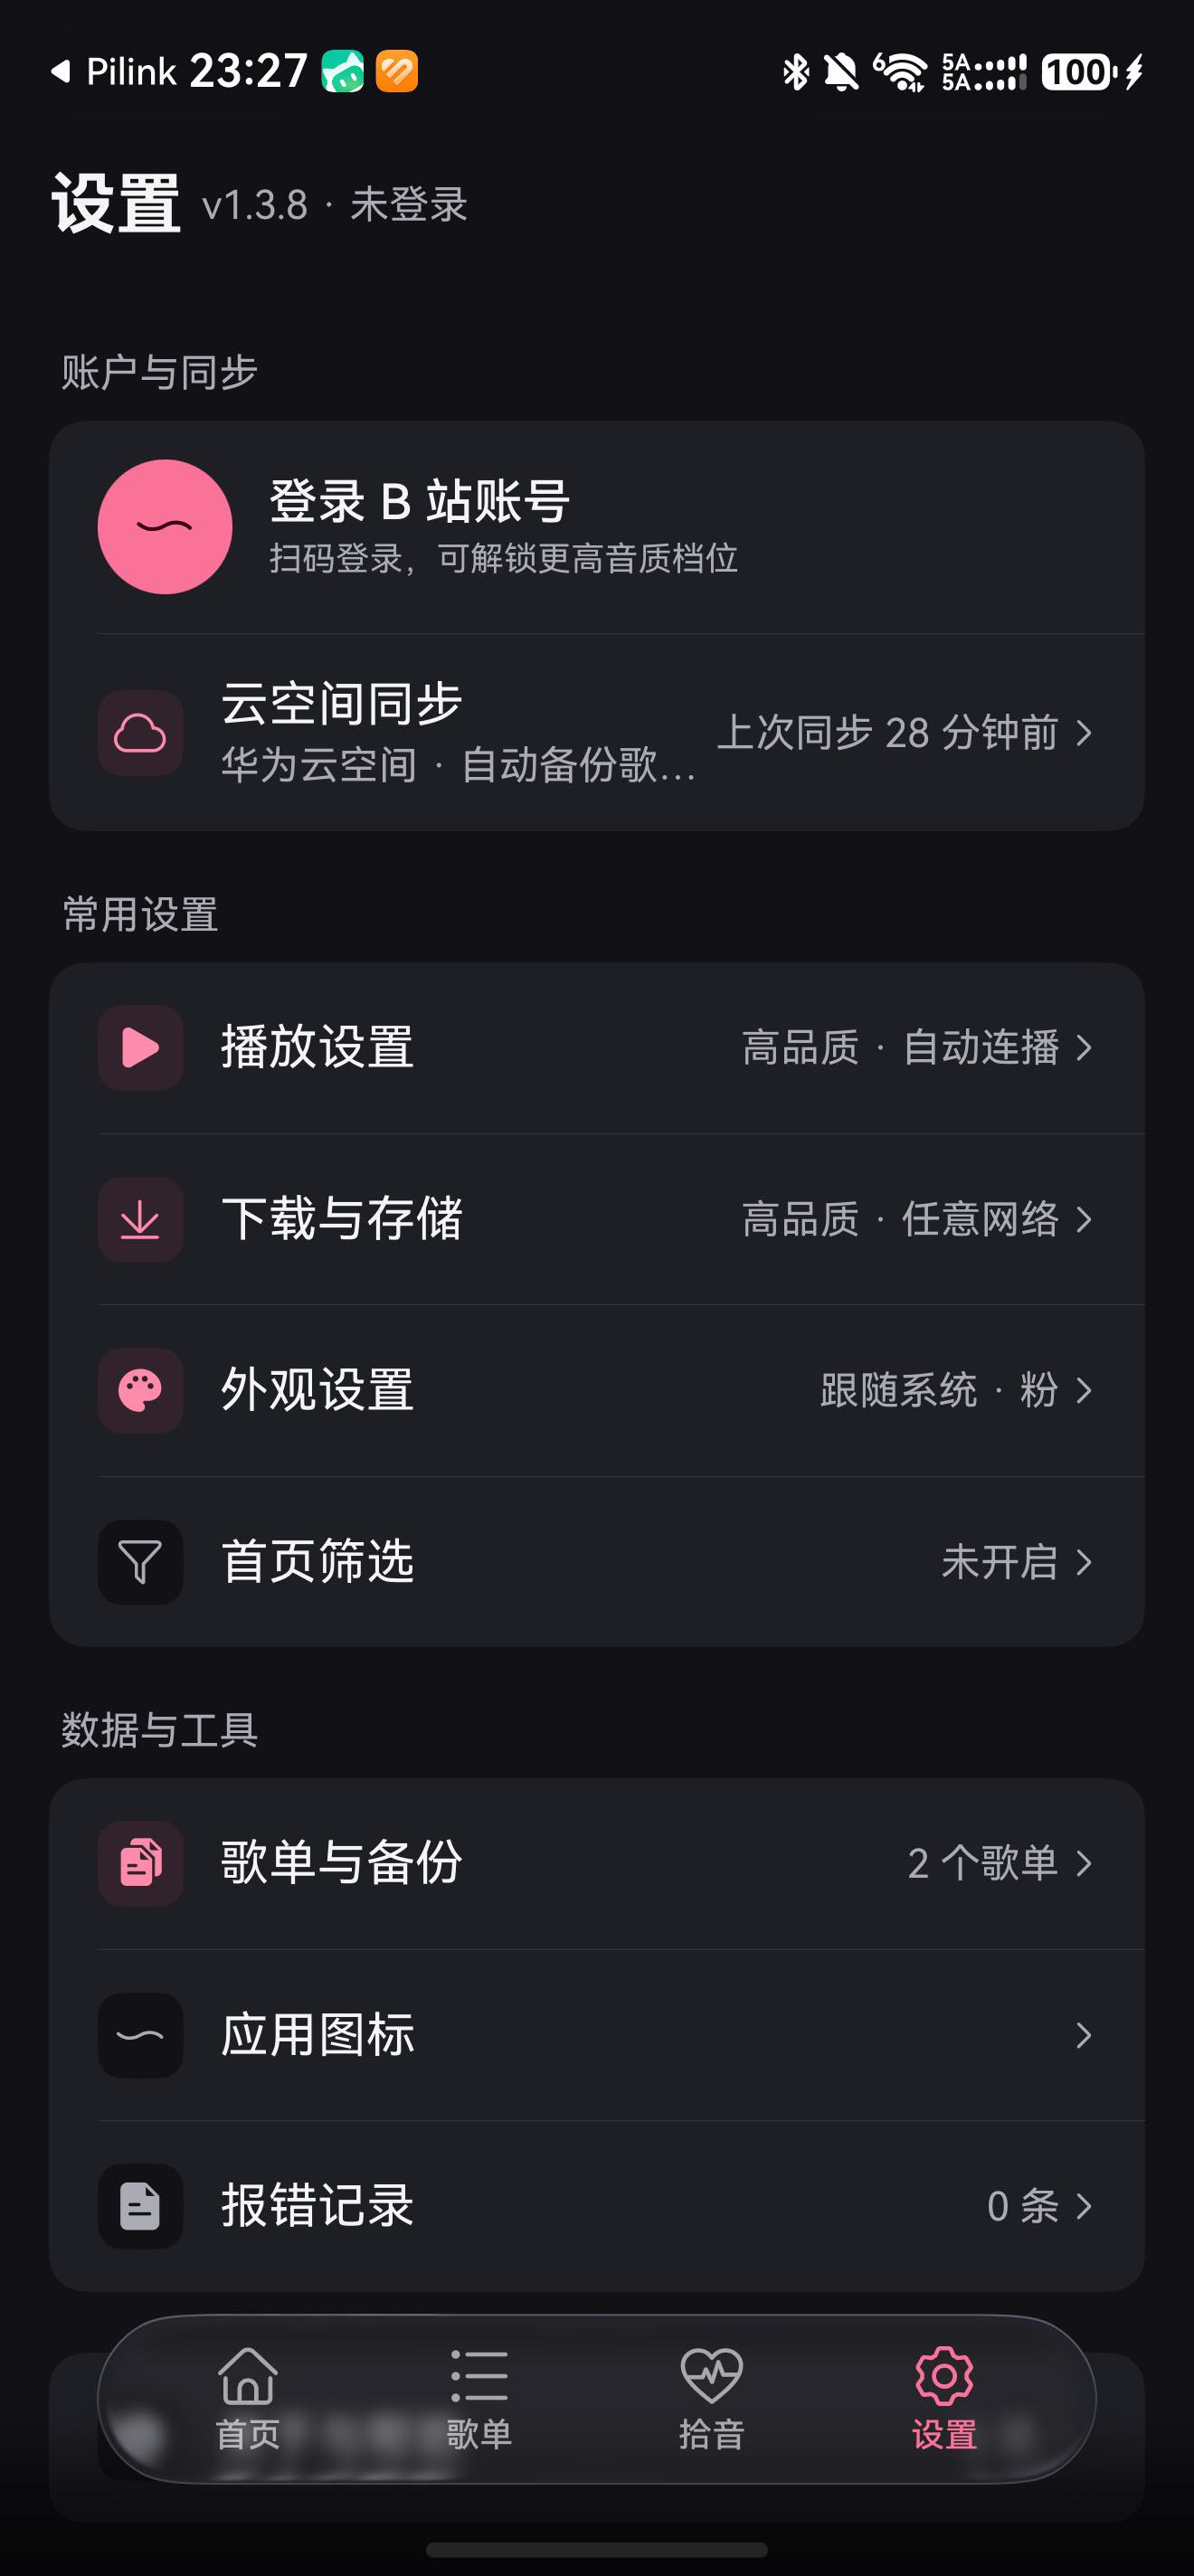 Pilink 23:27
6 5A 5A 100
设置 v1.3.8 · 未登录
账户与同步
登录 B 站账号
扫码登录，可解锁更高音质档位
云空间同步
华为云空间 · 自动备份歌...
上次同步 28 分钟前
常用设置
播放设置 高品质 · 自动连播
下载与存储 高品质 · 任意网络
外观设置 跟随系统 · 粉
首页筛选 未开启
数据与工具
歌单与备份 2 个歌单
应用图标
报错记录 0 条
首页 歌单 拾音 设置